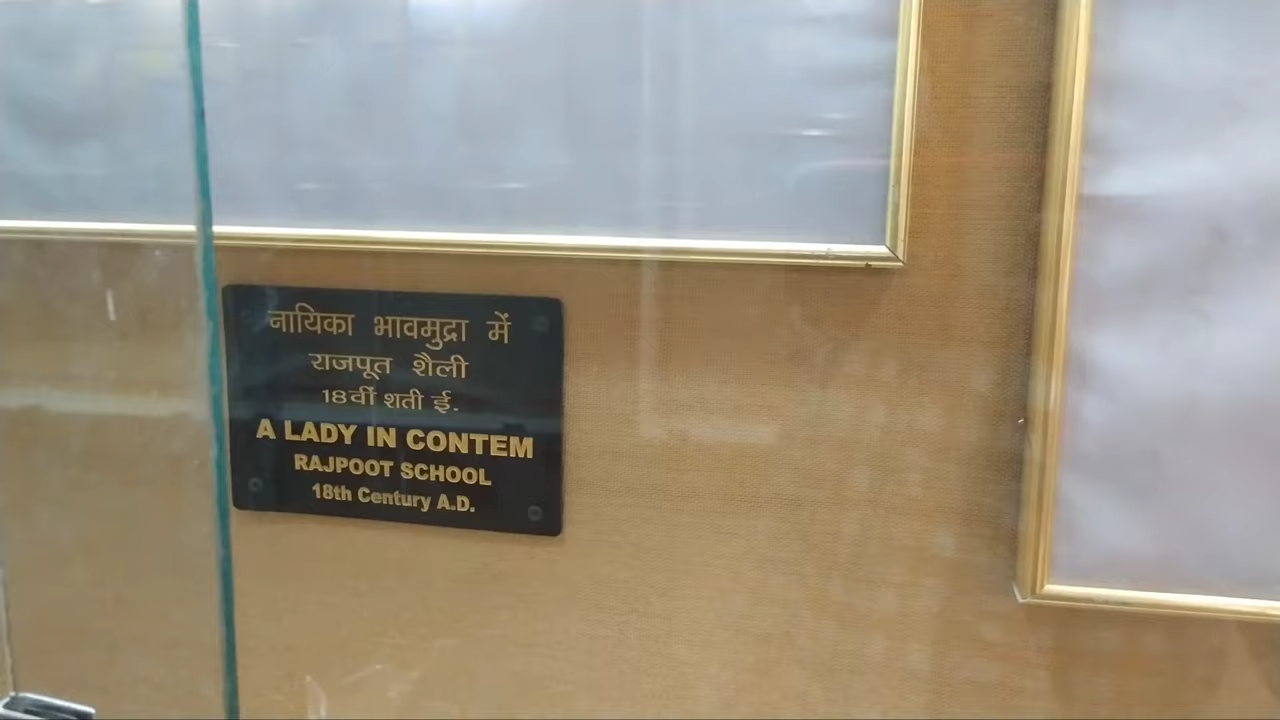 नायिका भावमुद्रा में
राजपूत शैली
18वीं शती ई.
A LADY IN CONTEM
RAJPOOT SCHOOL
18th Century A.D.